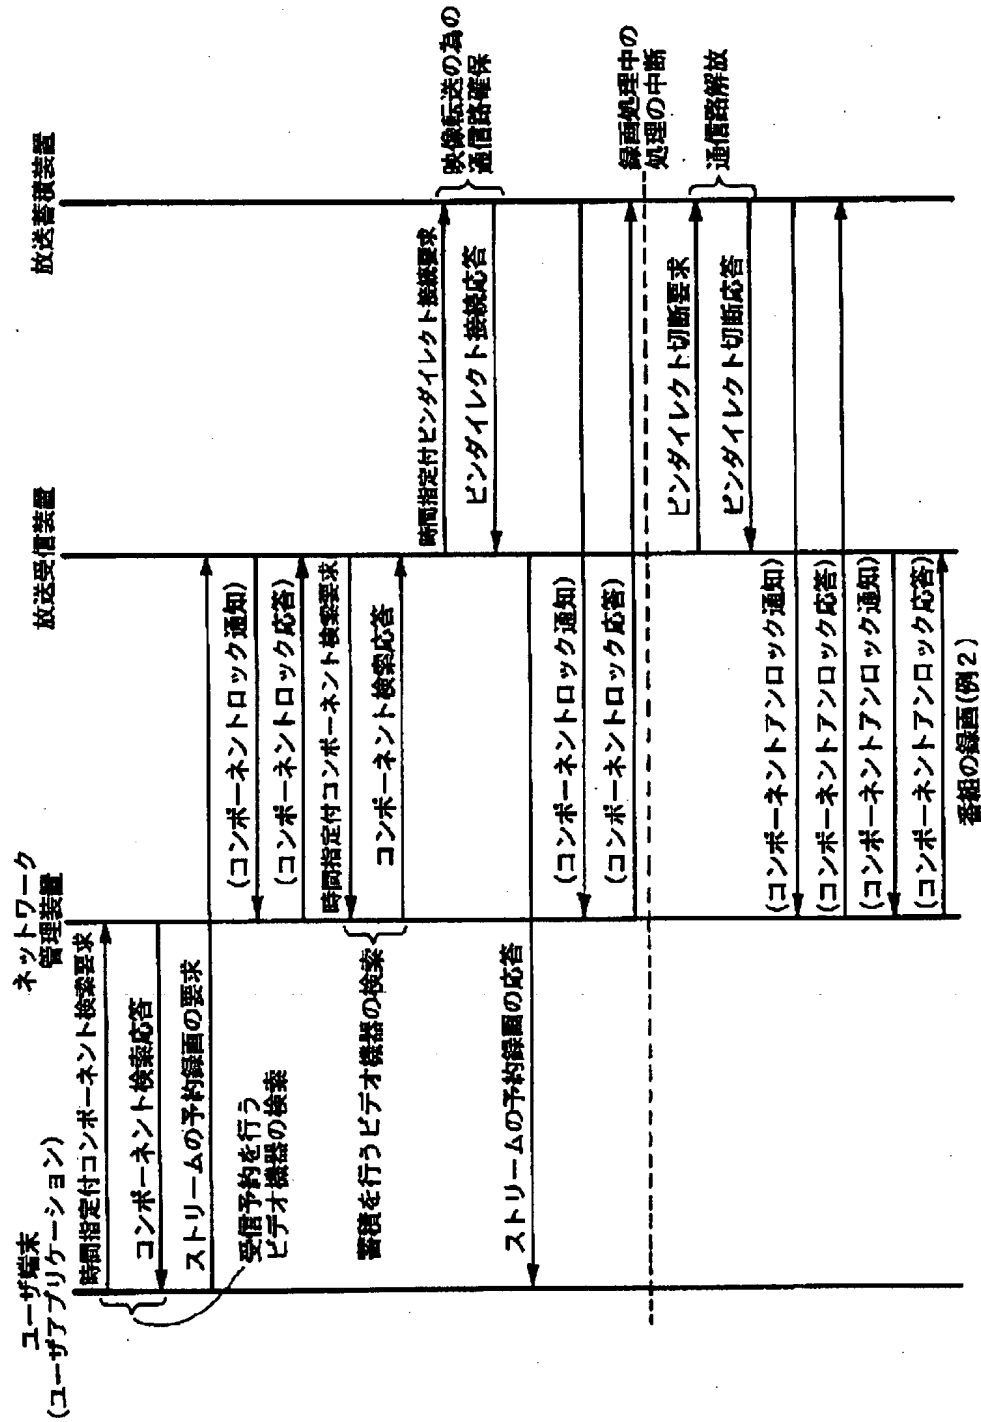 ユーザ端末
(ユーザアプリケーション)
ネットワーク
管理装置
放送受信装置
放送蓄積装置
時間指定付コンポーネント検索要求
コンポーネント検索応答
ストリームの予約録画の要求
受信予約を行う
ビデオ機器の検索
(コンポーネントロック通知)
(コンポーネントロック応答)
時間指定付コンポーネント検索要求
コンポーネント検索応答
蓄積を行うビデオ機器の検索
時間指定付ピンダイレクト接続要求
ピンダイレクト接続応答
映像転送の為の
通信路確保
ストリームの予約録画の応答
(コンポーネントロック通知)
(コンポーネントロック応答)
録画処理中の
処理の中断
ピンダイレクト切断要求
ピンダイレクト切断応答
通信路解放
(コンポーネントアンロック通知)
(コンポーネントアンロック応答)
(コンポーネントアンロック通知)
(コンポーネントアンロック応答)
番組の録画(例2)